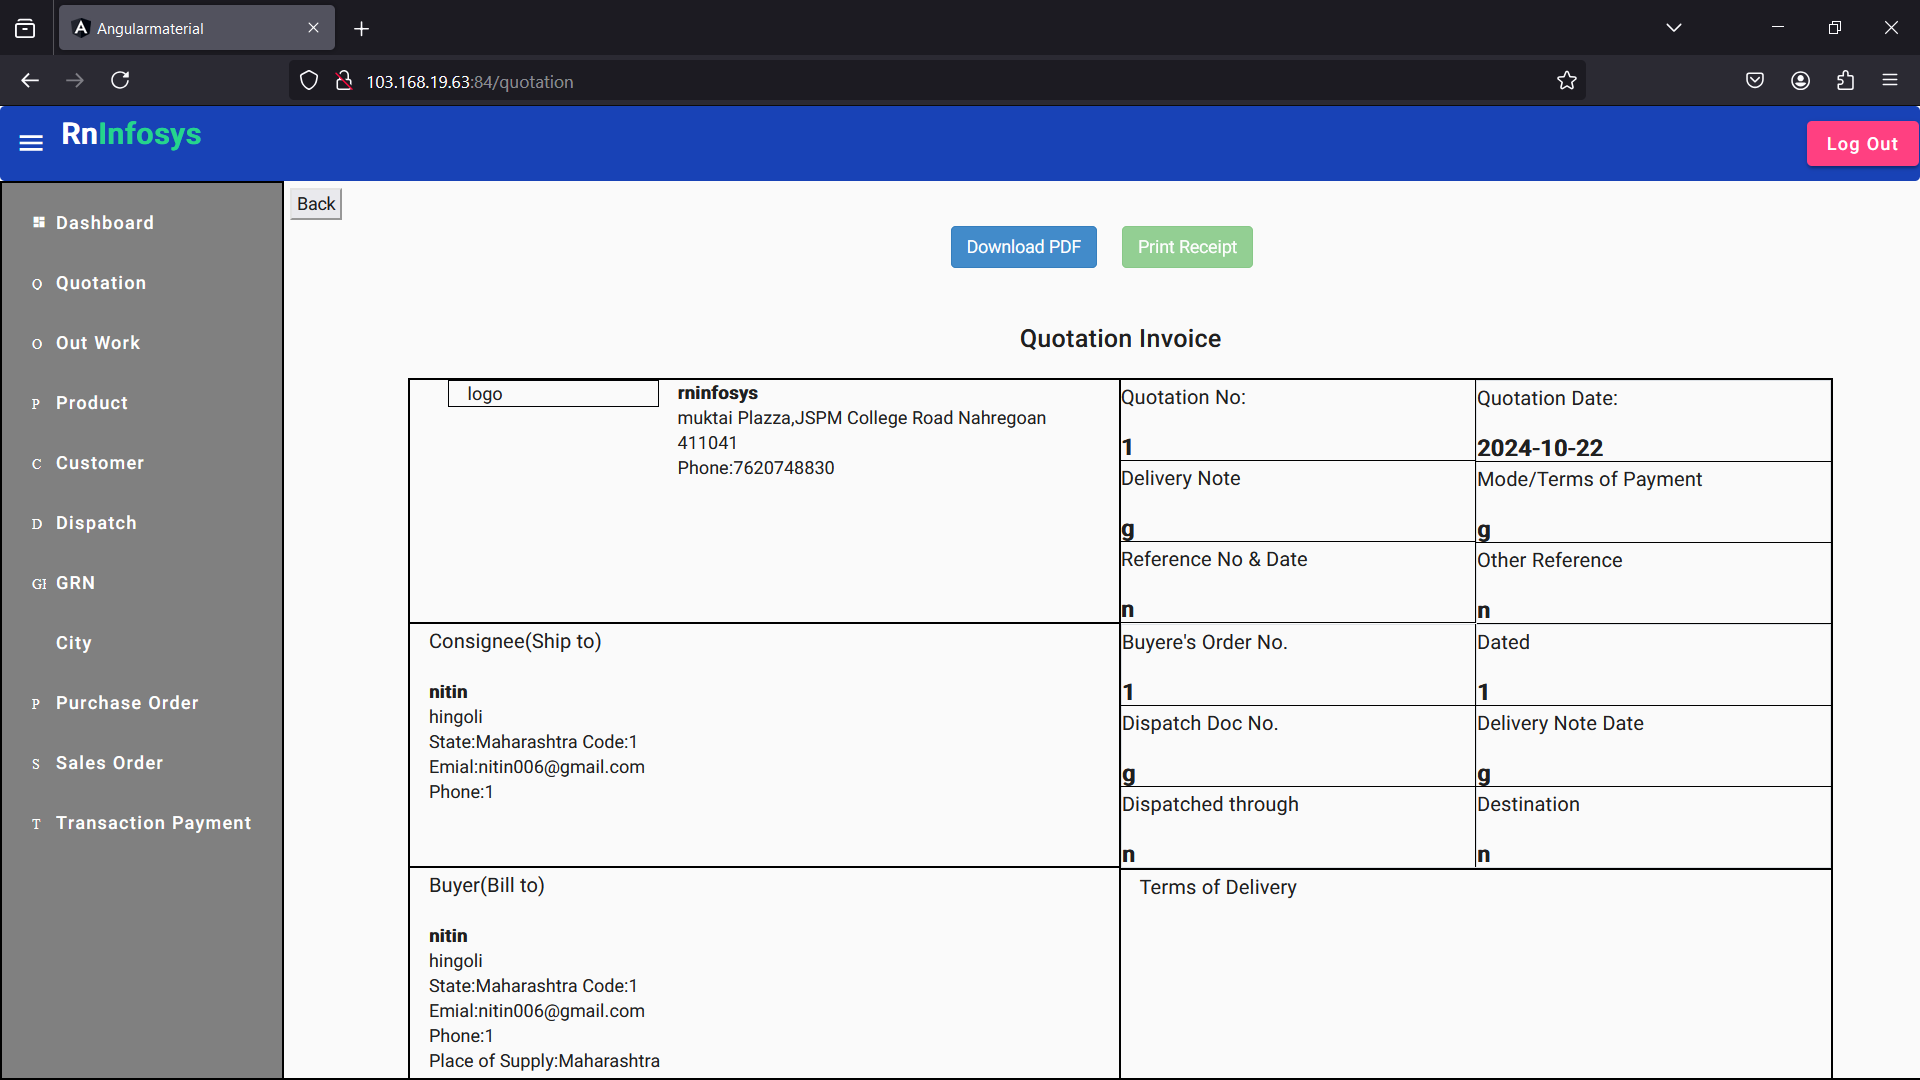 Angularmaterial
103.168.19.63:84/quotation
RnInfosys
Log Out
Dashboard
Q Quotation
O Out Work
P Product
C Customer
D Dispatch
GI GRN
City
P Purchase Order
S Sales Order
T Transaction Payment
Back
Download PDF
Print Receipt
Quotation Invoice
logo
rninfosys
muktai Plazza,JSPM College Road Nahregoan
411041
Phone:7620748830
Quotation No:
1
Quotation Date:
2024-10-22
Delivery Note
g
Mode/Terms of Payment
g
Reference No & Date
n
Other Reference
n
Consignee(Ship to)
nitin
hingoli
State:Maharashtra Code:1
Emial:nitin006@gmail.com
Phone:1
Buyere's Order No.
1
Dated
1
Dispatch Doc No.
g
Delivery Note Date
g
Dispatched through
n
Destination
n
Buyer(Bill to)
nitin
hingoli
State:Maharashtra Code:1
Emial:nitin006@gmail.com
Phone:1
Place of Supply:Maharashtra
Terms of Delivery